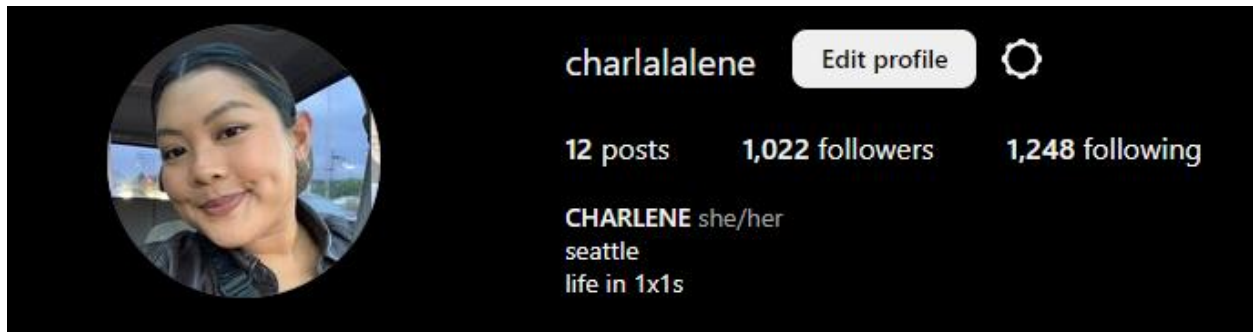 charlalalene Edit profile
12 posts 1,022 followers 1,248 following
CHARLENE she/her
seattle
life in 1x1s